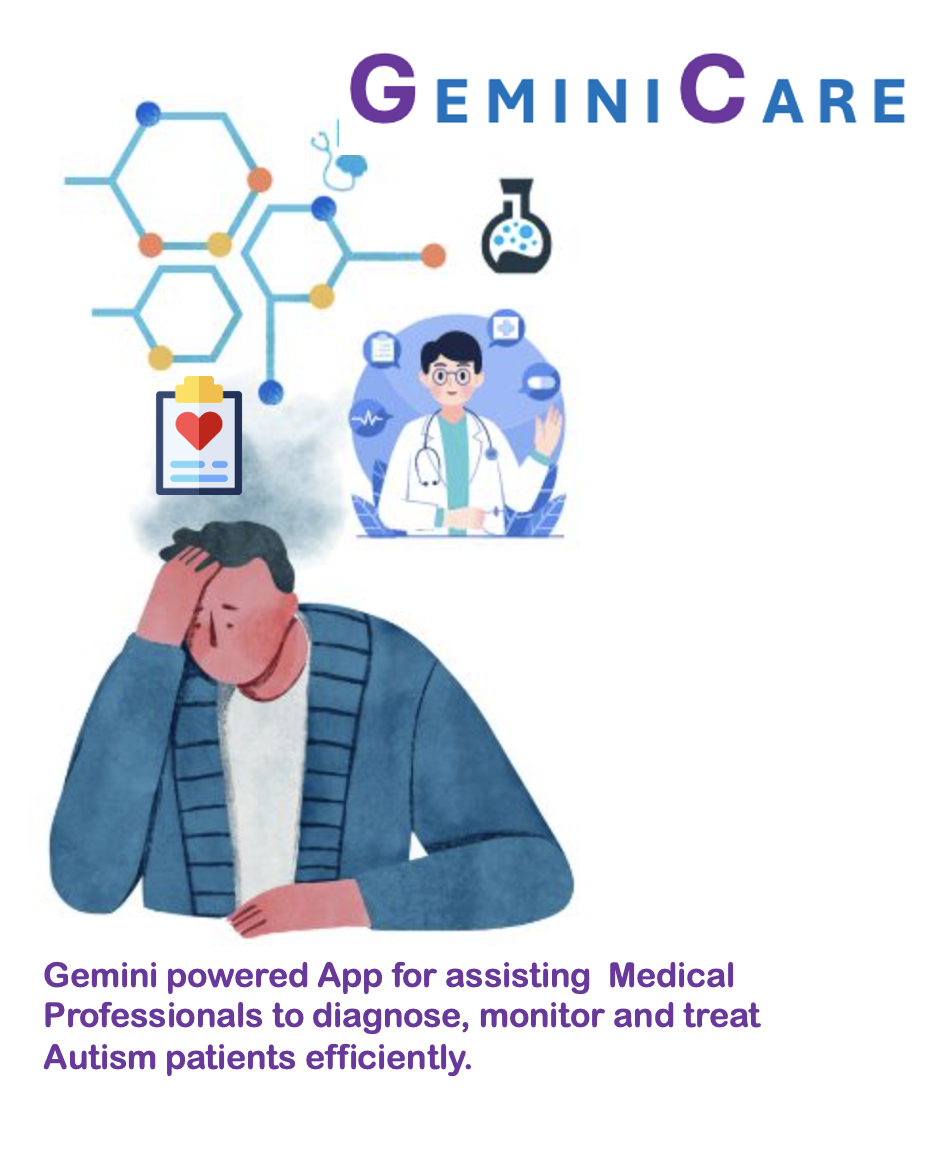 GEMINICARE
Gemini powered App for assisting  Medical
Professionals to diagnose, monitor and treat
Autism patients efficiently.